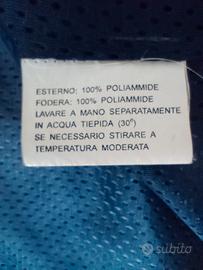 ESTERNO: 100% POLIAMMIDE
FODERA: 100% POLIAMMIDE
LAVARE A MANO SEPARATAMENTE
IN ACQUA TIEPIDA (30°)
SE NECESSARIO STIRARE A
TEMPERATURA MODERATA
subito